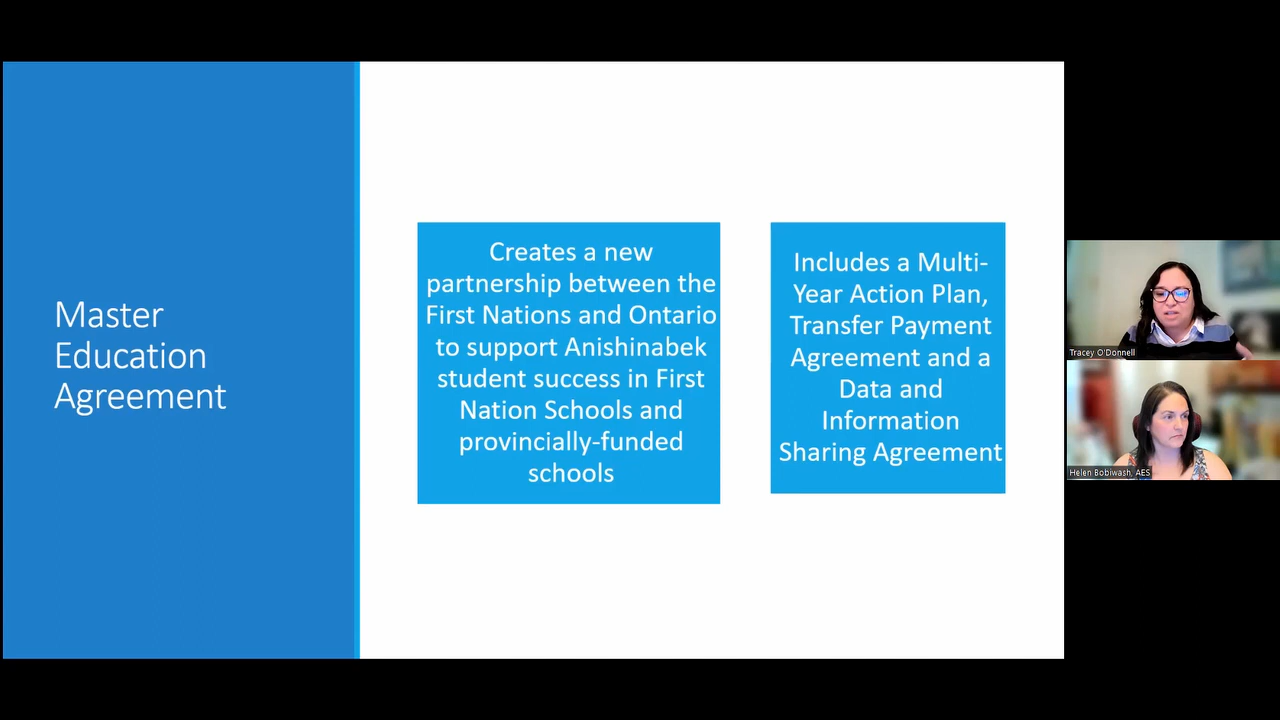 Master
Education
Agreement
Creates a new
partnership between the
First Nations and Ontario
to support Anishinabek
student success in First
Nation Schools and
provincially-funded
schools
Includes a Multi-
Year Action Plan,
Transfer Payment
Agreement and a
Data and
Information
Sharing Agreement
Tracey O'Donnell
Helen Bobiwash, AES